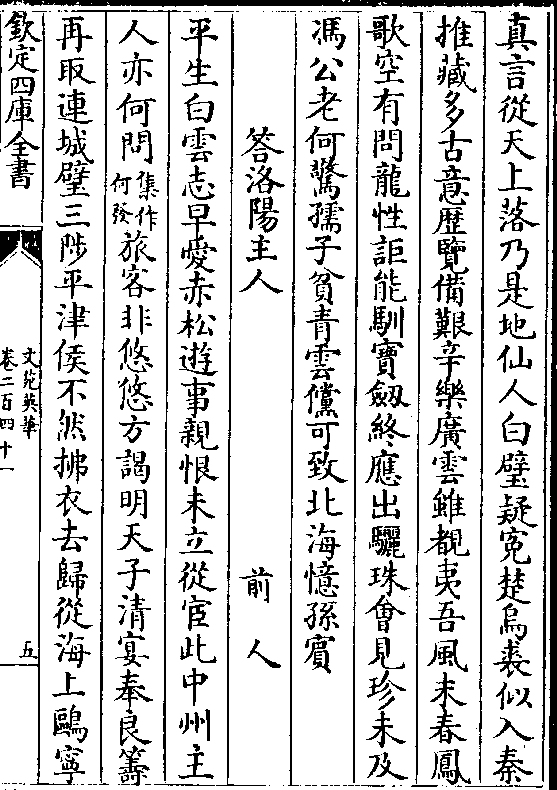 真言從天上落乃是地仙人白璧疑寃楚烏裘似入秦
推藏多古意歴覽備艱辛樂廣雲雖覩夷吾風未春鳳
歌空有問龍性詎能馴寶劔終應出驪珠會見珍未及
馮公老何驚孺子貧青雲儻可致北海憶孫賓
答洛陽主人 前人
平生白雲志早愛赤松遊事親恨未立從宦此中州主
人亦何問集作何發旅客非悠悠方謁明天子清宴奉良籌
再取連城璧三陟平津侯不然拂衣去歸從海上鷗寧
欽定四庫全書
文苑英華
卷二百四十一
五